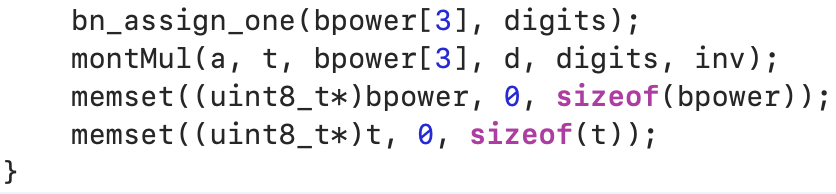 bn_assign_one(bpower[3], digits);
montMul(a, t, bpower[3], d, digits, inv);
memset((uint8_t*)bpower, 0, sizeof(bpower));
memset((uint8_t*)t, 0, sizeof(t));
}